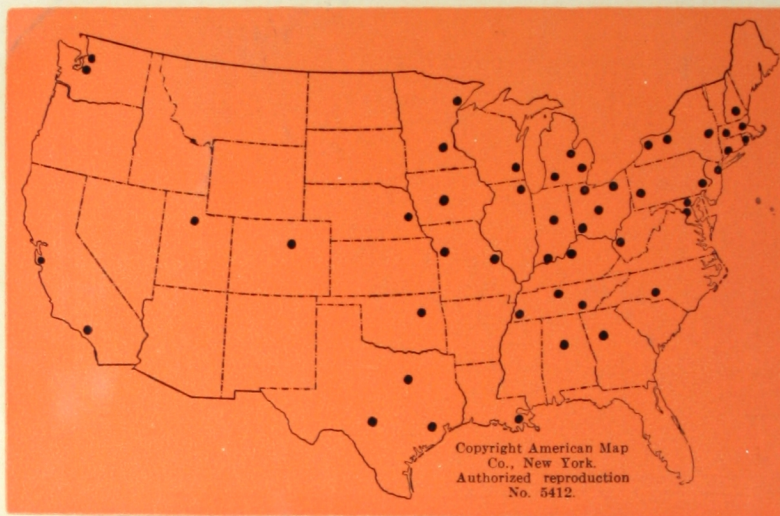 Copyright American Map
Co., New York.
Authorized reproduction
No. 5412.